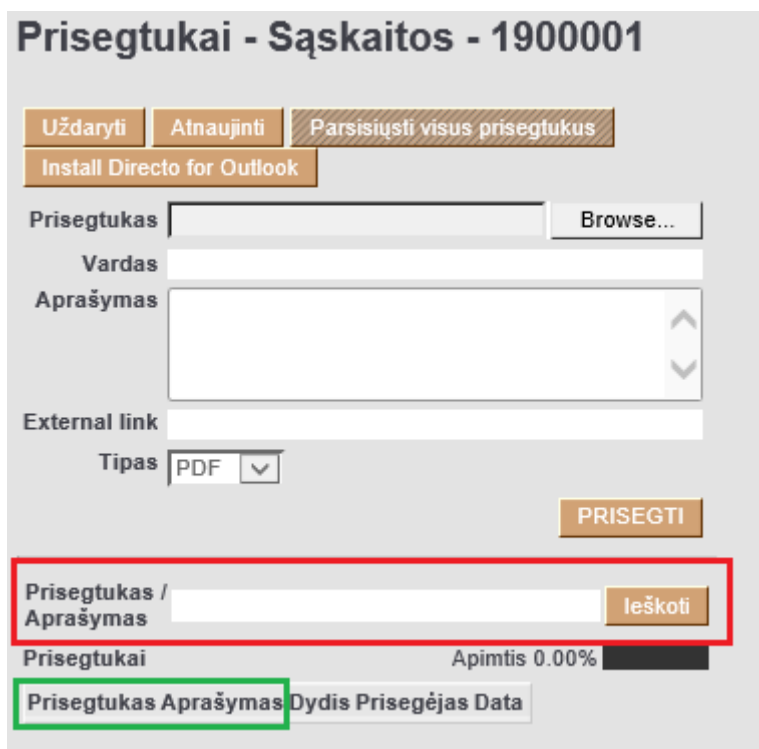 Prisegtukai - Sąskaitos - 1900001
Uždaryti Atnaujinti Parsisiųsti visus prisegtukus
Install Directo for Outlook
Prisegtukas Browse...
Vardas
Aprašymas
External link
Tipas PDF
PRISEGTI
Prisegtukas /
Aprašymas Ieškoti
Prisegtukai Apimtis 0.00%
Prisegtukas Aprašymas Dydis Prisegėjas Data